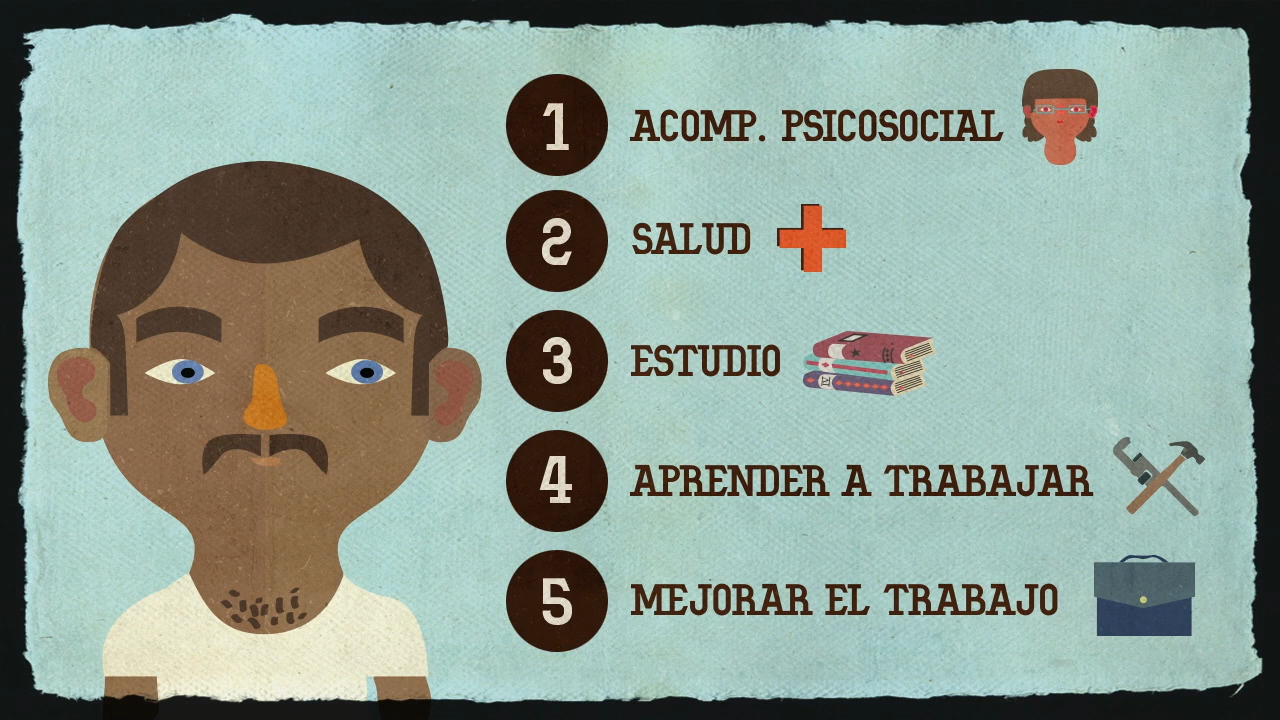 1 ACOMP. PSICOSOCIAL
2 SALUD
3 ESTUDIO
4 APRENDER A TRABAJAR
5 MEJORAR EL TRABAJO